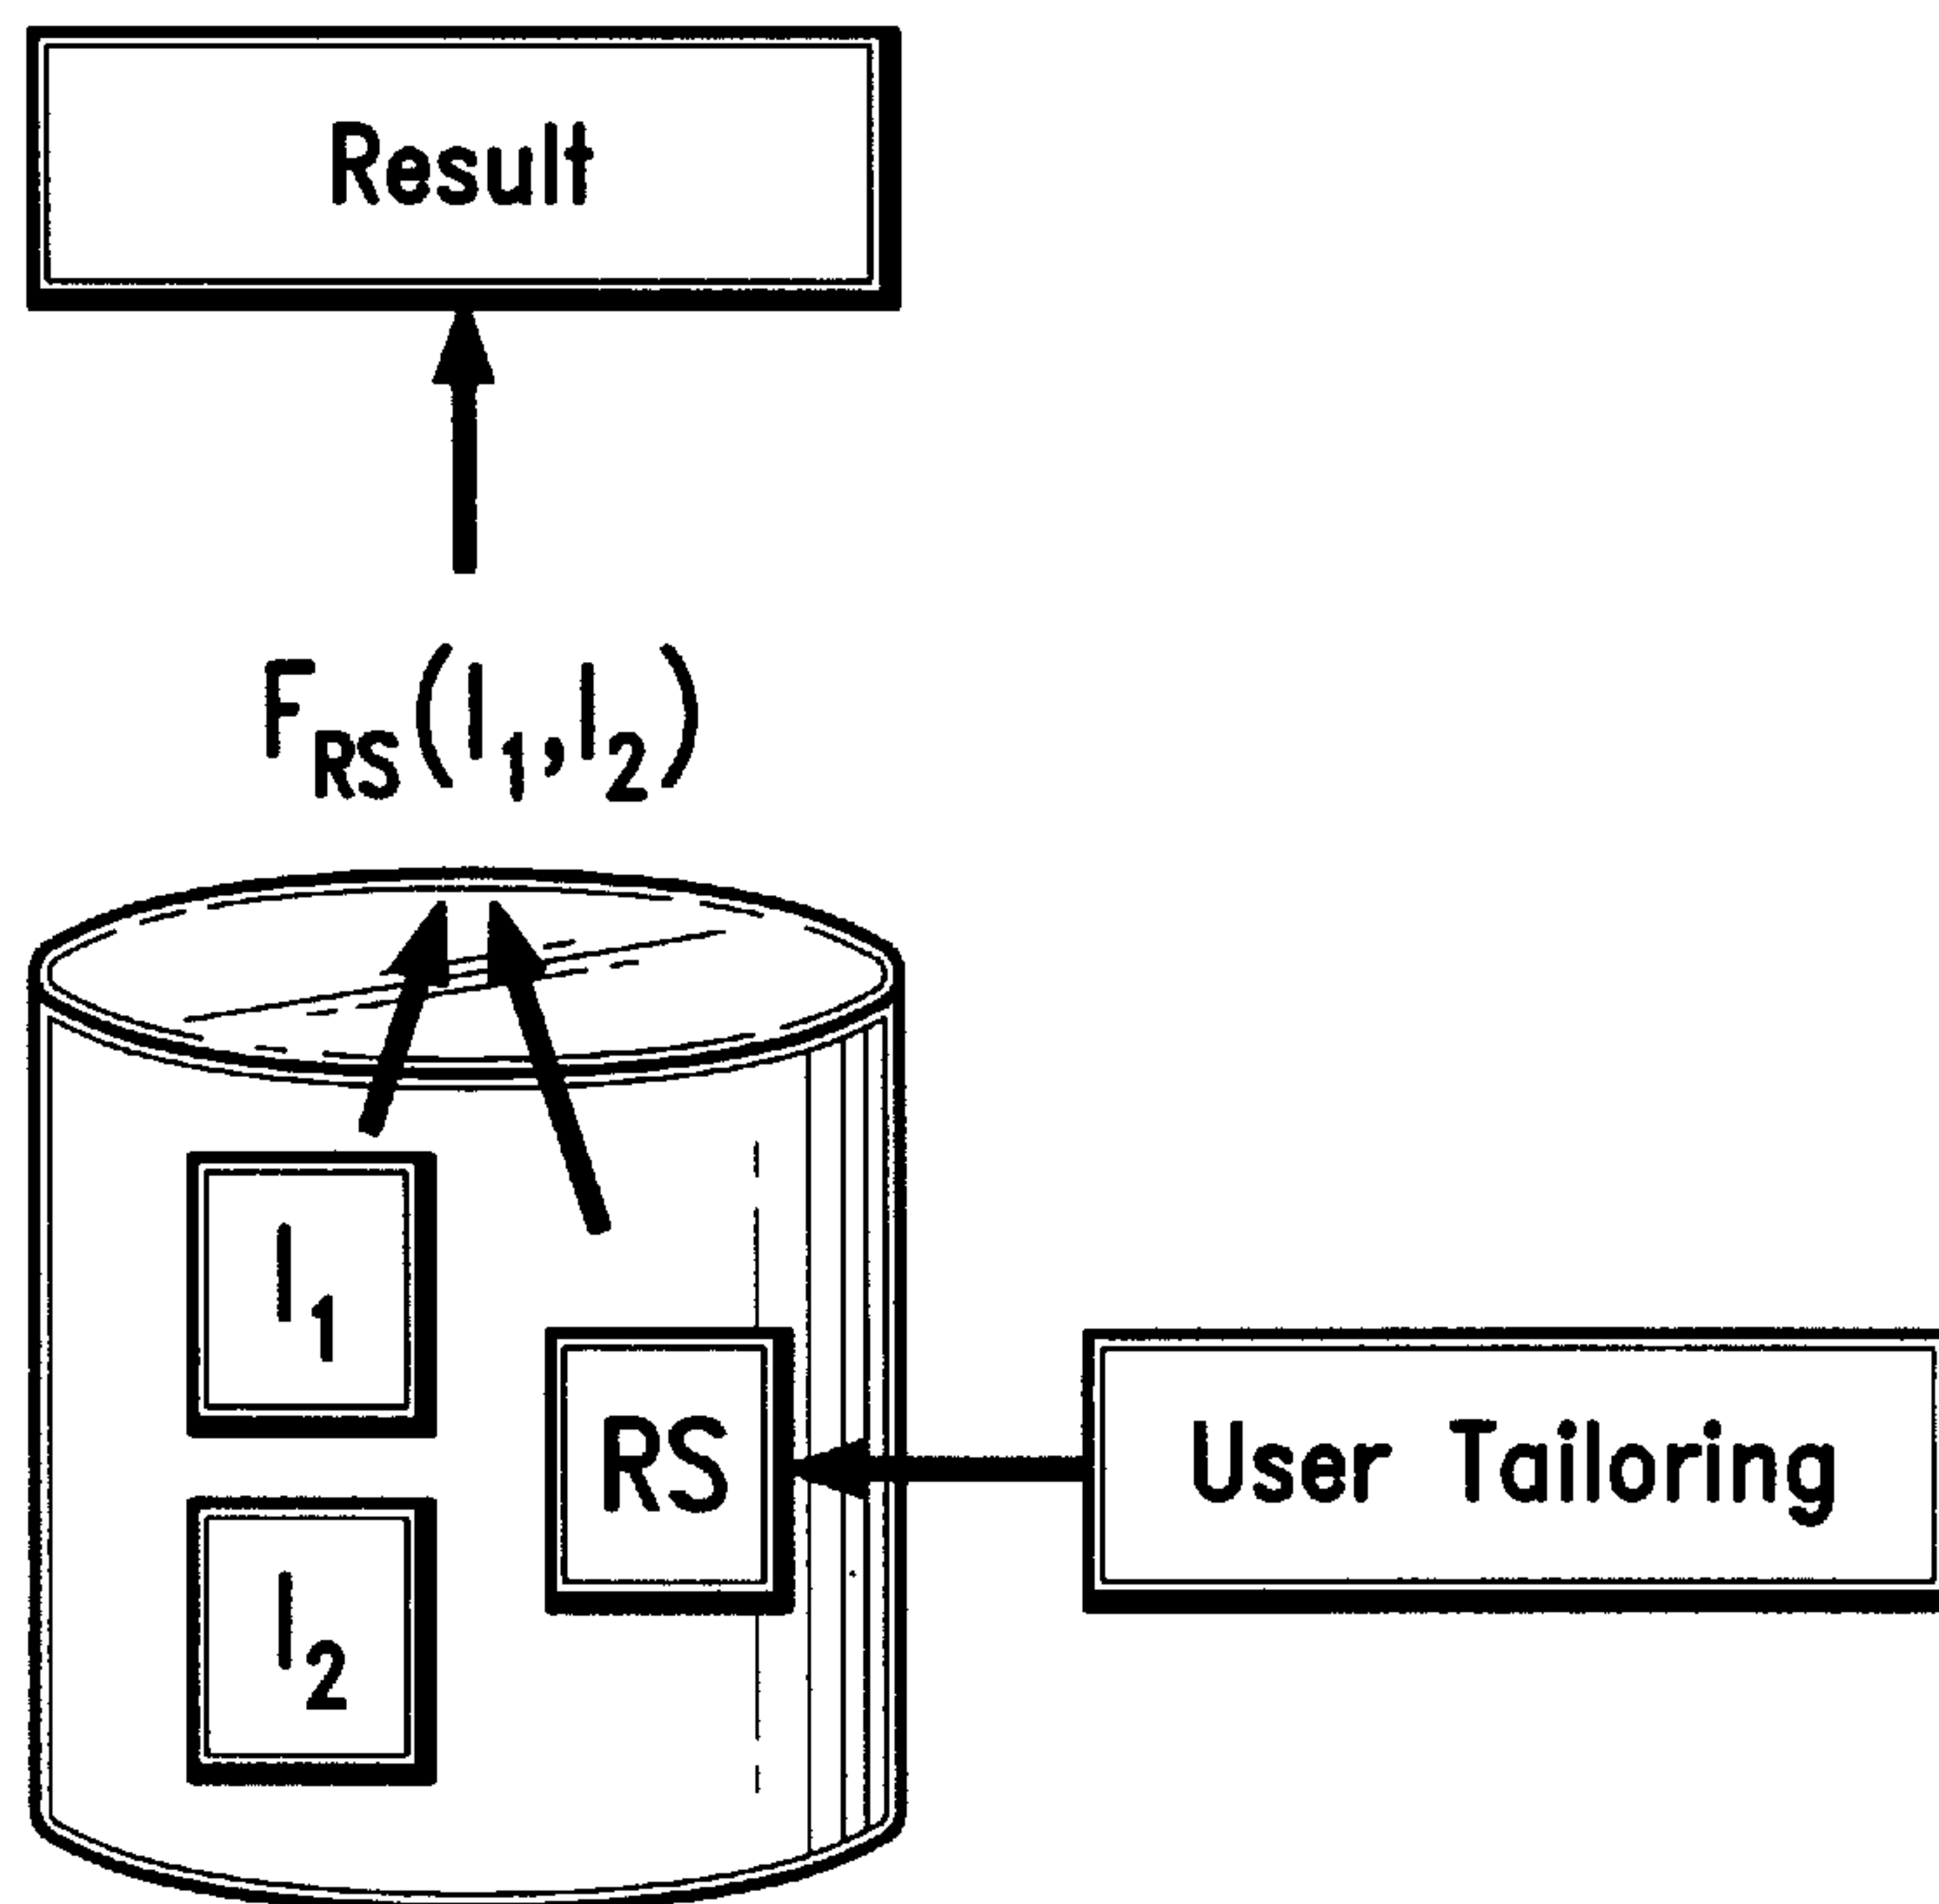 Result
F_RS(I_1,I_2)
I_1
RS
User Tailoring
I_2